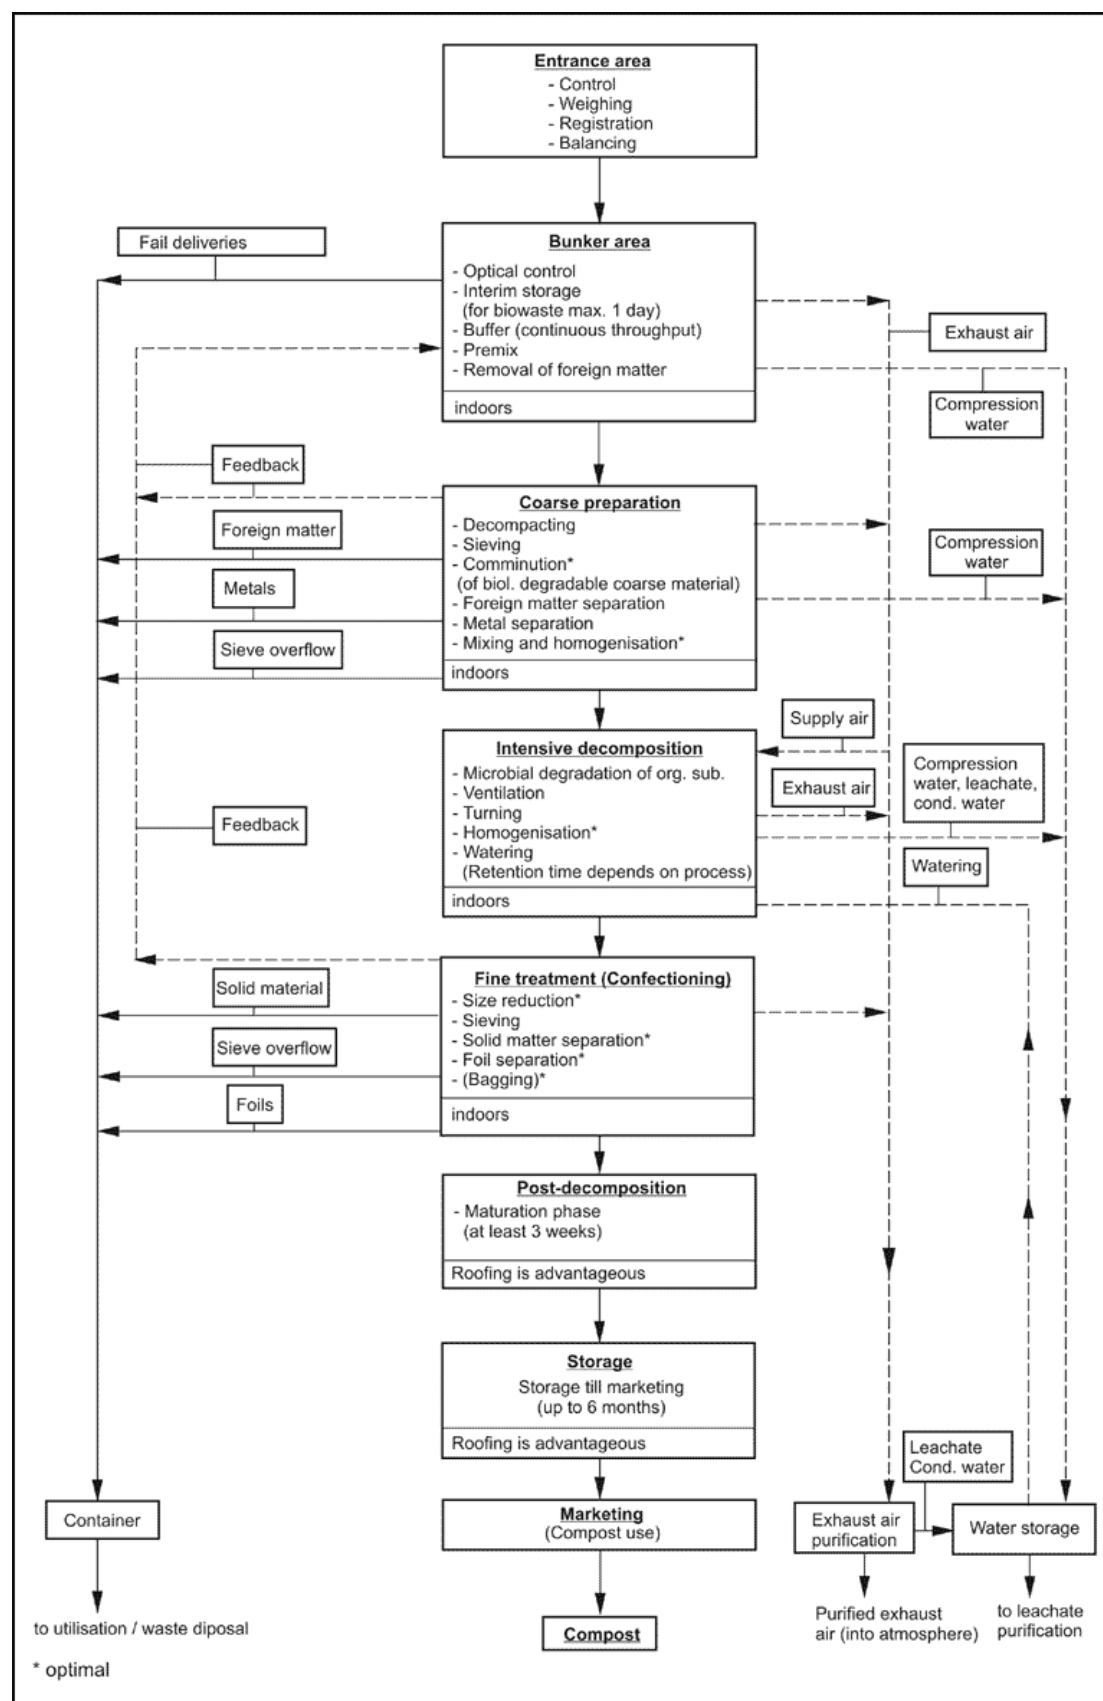 Entrance area
- Control
- Weighing
- Registration
- Balancing
Fail deliveries
Bunker area
- Optical control
- Interim storage
(for biowaste max. 1 day)
- Buffer (continuous throughput)
- Premix
- Removal of foreign matter
indoors
Exhaust air
Compression
water
Feedback
Foreign matter
Metals
Sieve overflow
Coarse preparation
- Decompacting
- Sieving
- Comminution*
(of biol. degradable coarse material)
- Foreign matter separation
- Metal separation
- Mixing and homogenisation*
indoors
Compression
water
Supply air
Feedback
Intensive decomposition
- Microbial degradation of org. sub.
- Ventilation
- Turning
- Homogenisation*
- Watering
(Retention time depends on process)
indoors
Exhaust air
Compression
water, leachate,
cond. water
Watering
Solid material
Sieve overflow
Foils
Fine treatment (Confectioning)
- Size reduction*
- Sieving
- Solid matter separation*
- Foil separation*
- (Bagging)*
indoors
Post-decomposition
- Maturation phase
(at least 3 weeks)
Roofing is advantageous
Storage
Storage till marketing
(up to 6 months)
Roofing is advantageous
Leachate
Cond. water
Container
Marketing
(Compost use)
Exhaust air
purification
Water storage
to utilisation / waste diposal
Compost
Purified exhaust
air (into atmosphere)
to leachate
purification
* optimal